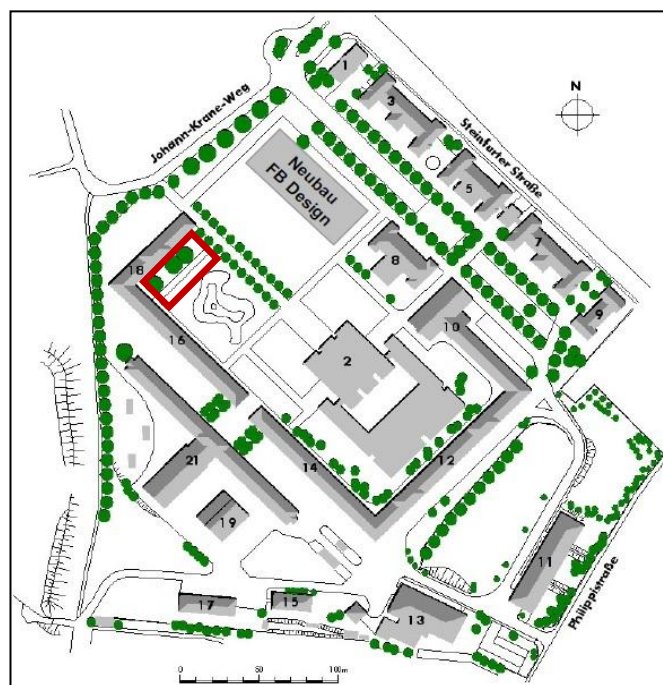 1
3
Johann-Krane-Weg
Steinfurter Straße
N
5
Neubau
FB Design
7
8
18
9
10
16
2
21
14
12
19
11
Philippistraße
17
15
13
0
50
100m